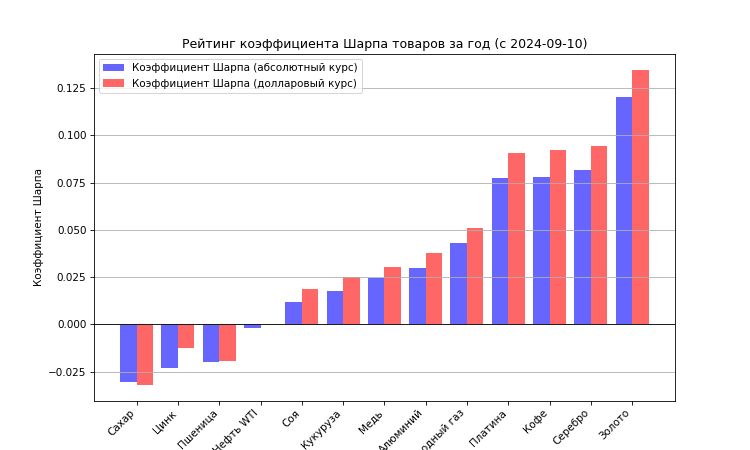 Рейтинг коэффициента Шарпа товаров за год (с 2024-09-10)
Коэффициент Шарпа (абсолютный курс)
Коэффициент Шарпа (долларовый курс)
Коэффициент Шарпа
0.125
0.100
0.075
0.050
0.025
0.000
−0.025
Сахар
Цинк
Пшеница
Нефть WTI
Соя
Кукуруза
Медь
Алюминий
газ
Платина
Кофе
Серебро
Золото